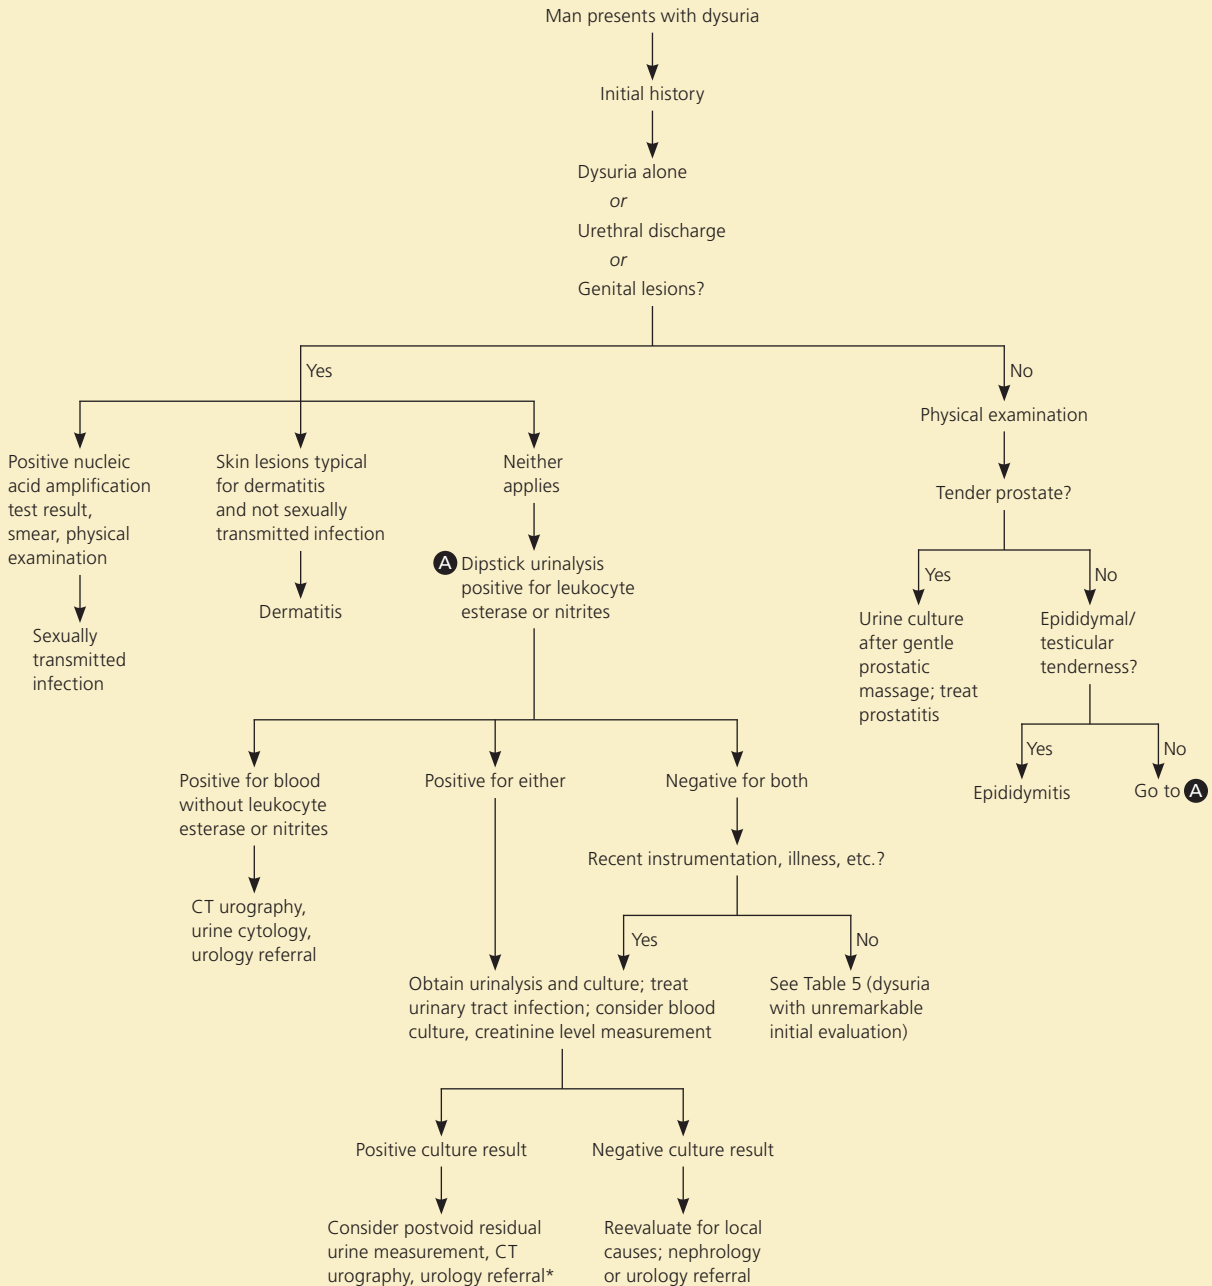 Man presents with dysuria
Initial history
Dysuria alone
or
Urethral discharge
or
Genital lesions?
Yes
No
Positive nucleic
acid amplification
test result,
smear, physical
examination
Sexually
transmitted
infection
Skin lesions typical
for dermatitis
and not sexually
transmitted infection
Dermatitis
Neither
applies
A Dipstick urinalysis
positive for leukocyte
esterase or nitrites
Physical examination
Tender prostate?
Yes
No
Urine culture
after gentle
prostatic
massage; treat
prostatitis
Epididymal/
testicular
tenderness?
Yes
No
Epididymitis
Go to A
Positive for blood
without leukocyte
esterase or nitrites
CT urography,
urine cytology,
urology referral
Positive for either
Negative for both
Recent instrumentation, illness, etc.?
Yes
No
Obtain urinalysis and culture; treat
urinary tract infection; consider blood
culture, creatinine level measurement
See Table 5 (dysuria
with unremarkable
initial evaluation)
Positive culture result
Negative culture result
Consider postvoid residual
urine measurement, CT
urography, urology referral*
Reevaluate for local
causes; nephrology
or urology referral